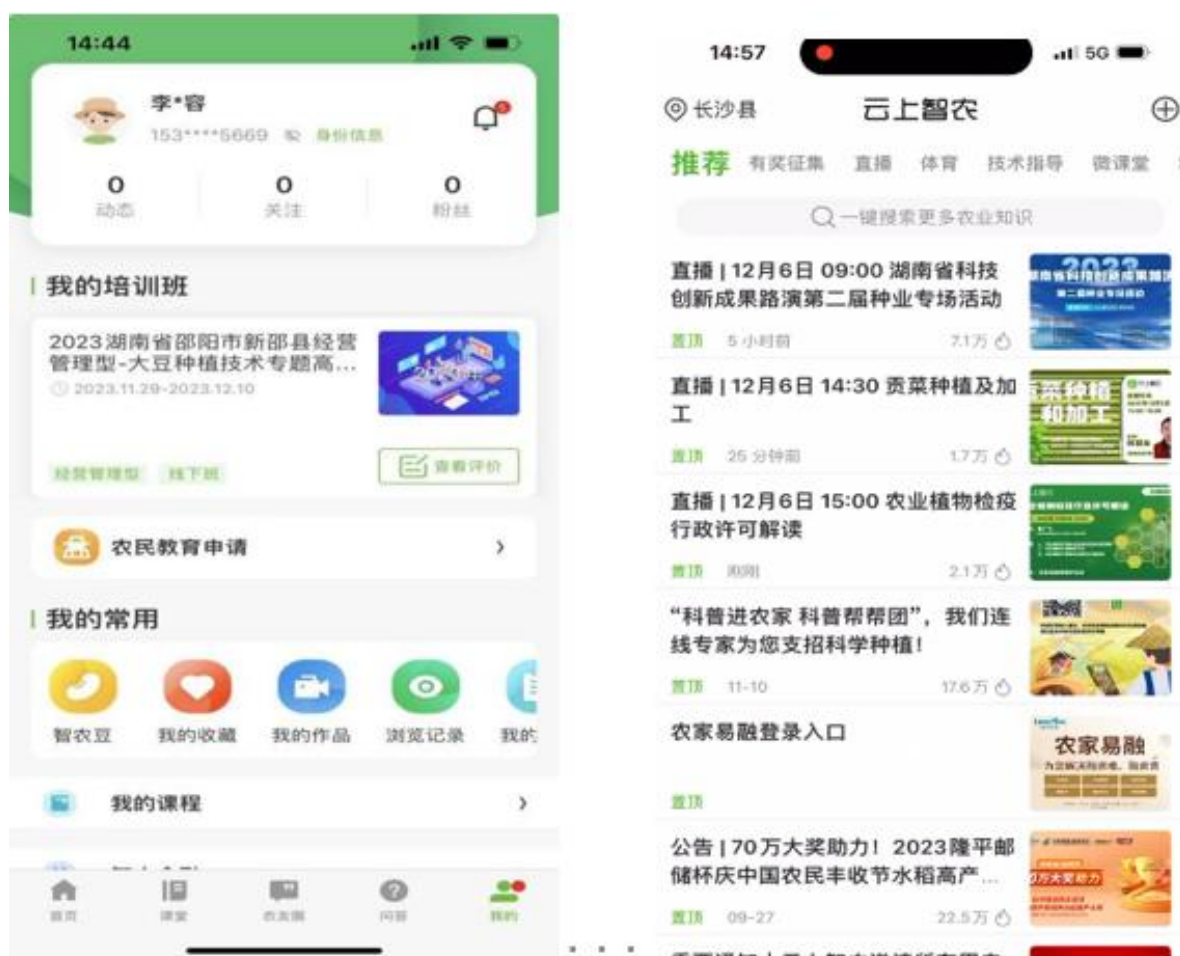 14:44
李*容
153****5669 身份信息
0 0 0
动态 关注 粉丝
我的培训班
2023湖南省邵阳市新邵县经营
管理型-大豆种植技术专题高...
2023.11.29-2023.12.10
经营管理型 线下班 查看评价
农民教育申请
我的常用
智农豆 我的收藏 我的作品 浏览记录 我的
我的课程
首页 课堂 农友圈 问答 我的
14:57 5G
长沙县 云上智农
推荐 有奖征集 直播 体育 技术指导 微课堂
一键搜索更多农业知识
直播 | 12月6日 09:00 湖南省科技
创新成果路演第二届种业专场活动
置顶 5 小时前 7.1万
直播 | 12月6日 14:30 贡菜种植及加
工
置顶 25 分钟前 1.7万
菜种植
和加工
直播 | 12月6日 15:00 农业植物检疫
行政许可解读
置顶 刚刚 2.1万
“科普进农家 科普帮帮团”，我们连
线专家为您支招科学种植！
置顶 11-10 17.6万
农家易融登录入口
农家易融
置顶
公告 | 70万大奖助力！2023隆平邮
储杯庆中国农民丰收节水稻高产...
0万大奖助力
置顶 09-27 22.5万